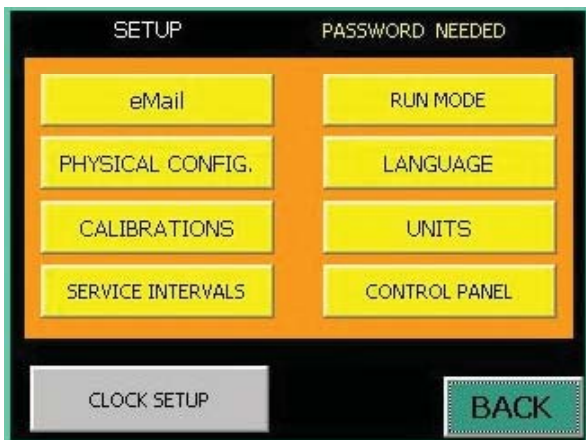 SETUP PASSWORD NEEDED
eMail RUN MODE
PHYSICAL CONFIG. LANGUAGE
CALIBRATIONS UNITS
SERVICE INTERVALS CONTROL PANEL
CLOCK SETUP BACK